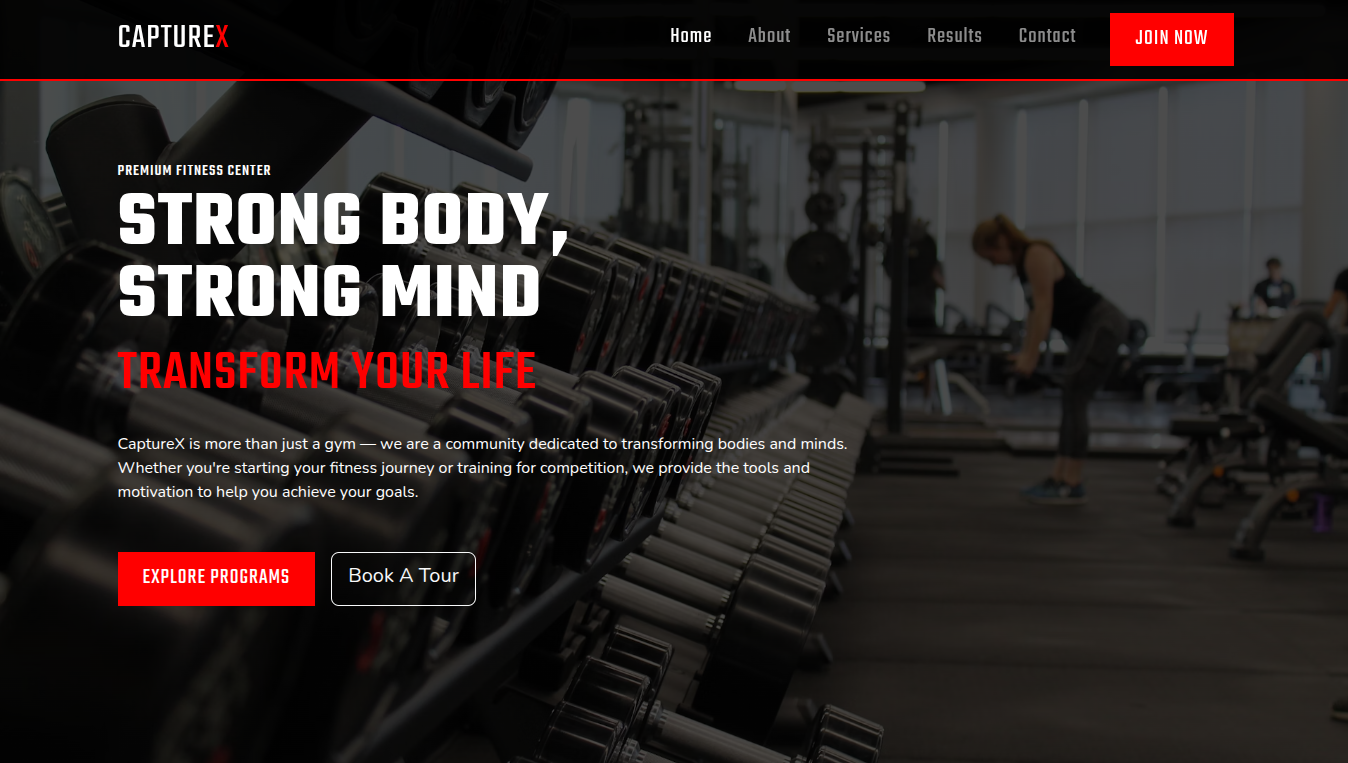 CAPTUREX
Home About Services Results Contact JOIN NOW
PREMIUM FITNESS CENTER
STRONG BODY,
STRONG MIND
TRANSFORM YOUR LIFE
CaptureX is more than just a gym — we are a community dedicated to transforming bodies and minds.
Whether you're starting your fitness journey or training for competition, we provide the tools and
motivation to help you achieve your goals.
EXPLORE PROGRAMS
Book A Tour